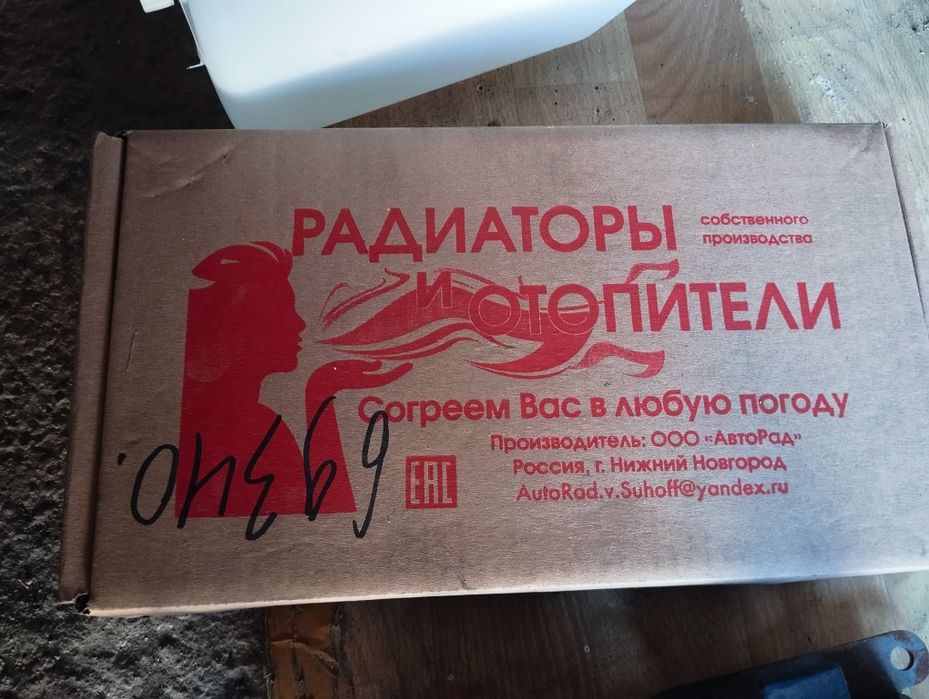 РАДИАТОРЫ собственного производства
И ОТОПИТЕЛИ
Согреем Вас в любую погоду
Производитель: ООО «АвтоРад»
Россия, г. Нижний Новгород
AutoRad.v.Suhoff@yandex.ru
EAC